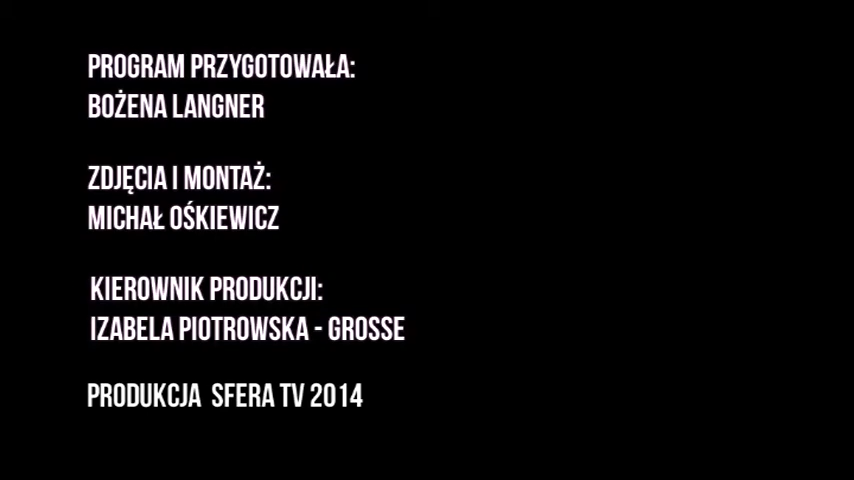 PROGRAM PRZYGOTOWAŁA:
BOŻENA LANGNER
ZDJĘCIA I MONTAŻ:
MICHAŁ OŚKIEWICZ
KIEROWNIK PRODUKCJI:
IZABELA PIOTROWSKA - GROSSE
PRODUKCJA SFERA TV 2014